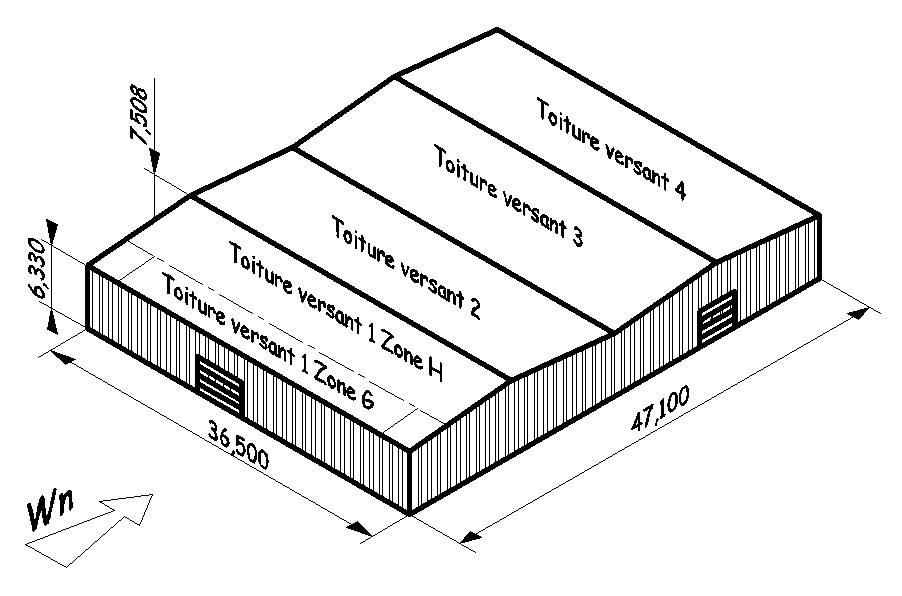 7,508
6,330
Toiture versant 4
Toiture versant 3
Toiture versant 2
Toiture versant 1 Zone H
Toiture versant 1 Zone G
36,500
47,100
Wn